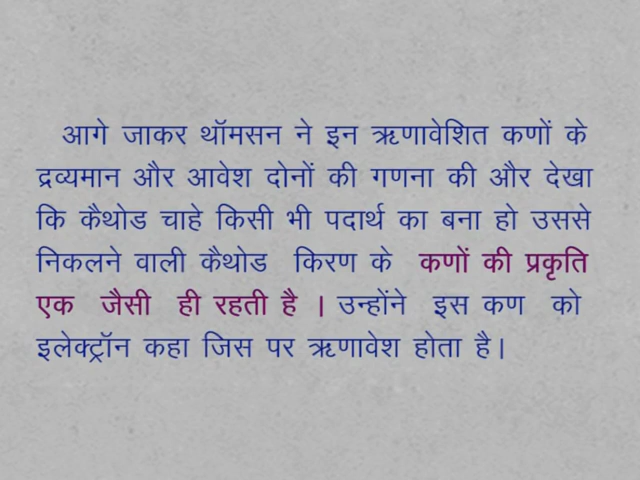 आगे जाकर थॉमसन ने इन ऋणावेशित कणों के
द्रव्यमान और आवेश दोनों की गणना की और देखा
कि कैथोड चाहे किसी भी पदार्थ का बना हो उससे
निकलने वाली कैथोड किरण के कणों की प्रकृति
एक जैसी ही रहती है । उन्होंने इस कण को
इलेक्ट्रॉन कहा जिस पर ऋणावेश होता है।